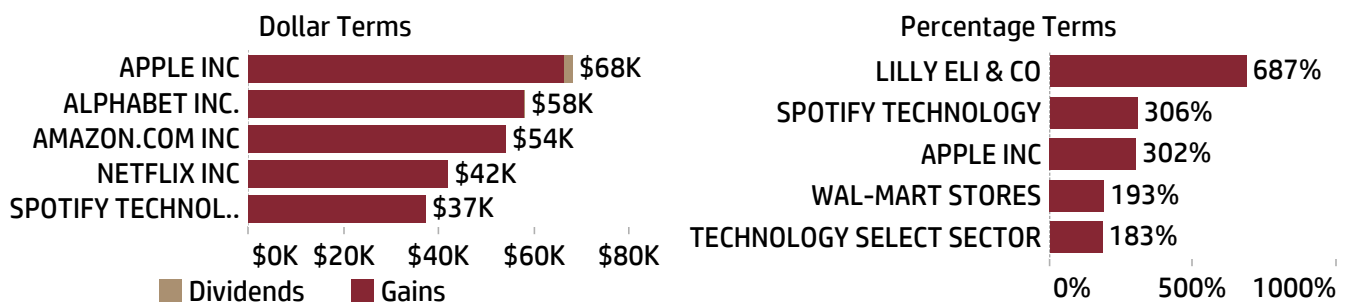 Dollar Terms
APPLE INC $68K
ALPHABET INC. $58K
AMAZON.COM INC $54K
NETFLIX INC $42K
SPOTIFY TECHNOL.. $37K
$0K $20K $40K $60K $80K
Dividends Gains
Percentage Terms
LILLY ELI & CO 687%
SPOTIFY TECHNOLOGY 306%
APPLE INC 302%
WAL-MART STORES 193%
TECHNOLOGY SELECT SECTOR 183%
0% 500% 1000%